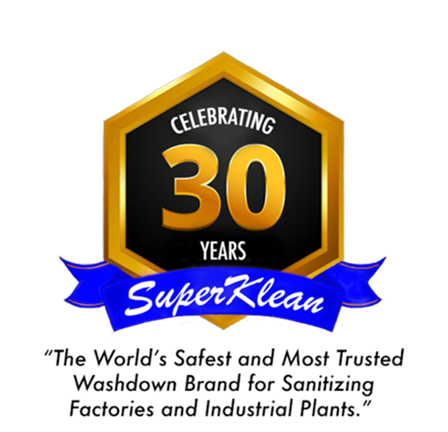 CELEBRATING
30
YEARS
SuperKlean
“The World’s Safest and Most Trusted
Washdown Brand for Sanitizing
Factories and Industrial Plants.”